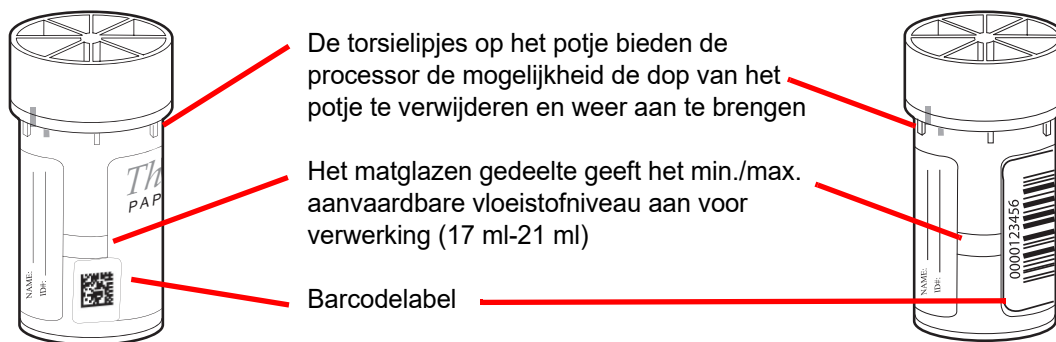 De torsielipjes op het potje bieden de
processor de mogelijkheid de dop van het
potje te verwijderen en weer aan te brengen
Het matglazen gedeelte geeft het min./max.
aanvaardbare vloeistofniveau aan voor
verwerking (17 ml-21 ml)
Barcodelabel
Th
PAP
NAME:
ID#:
NAME:
ID#:
0000123456